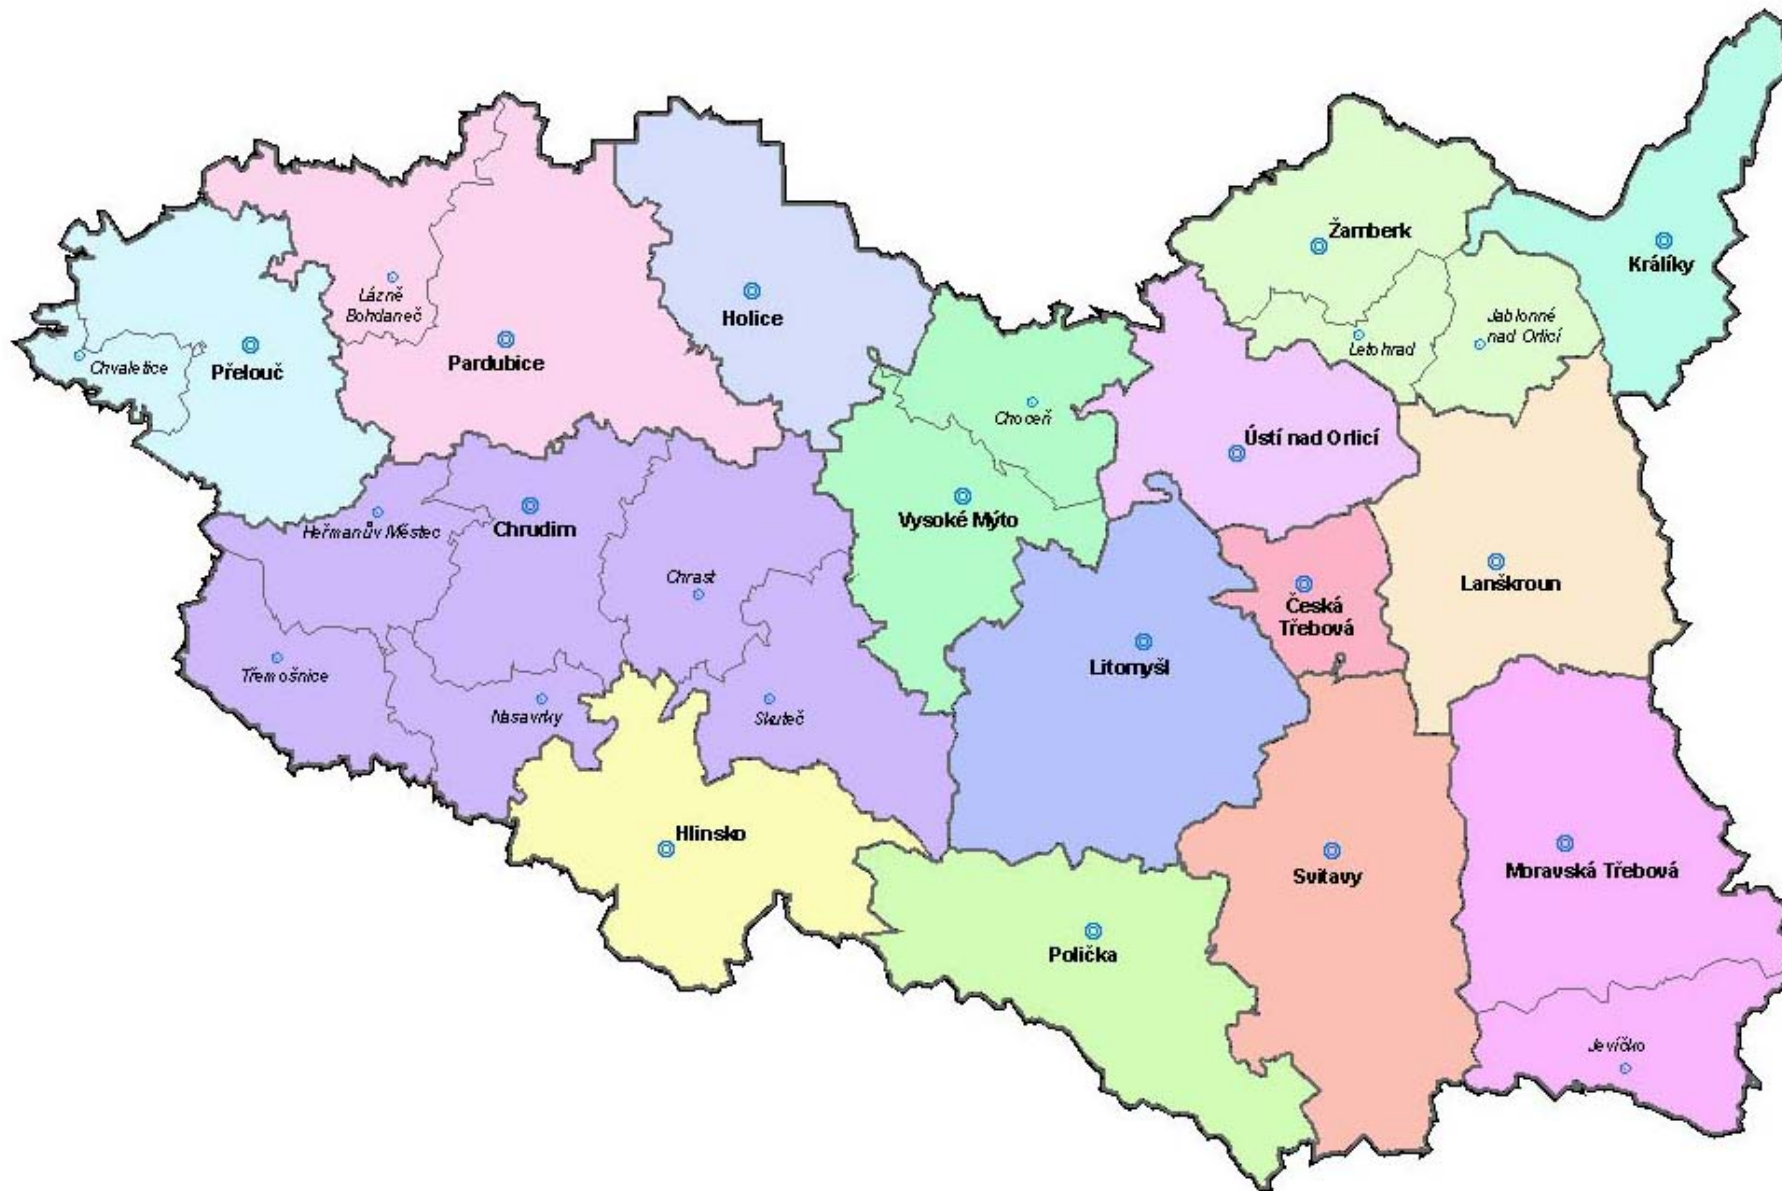 Žamberk
Králíky
Lázně
Bohdaneč
Holice
Jablonné
nad Orlicí
Letohrad
Chvaletice
Přelouč
Pardubice
Choceň
Ústí nad Orlicí
Heřmanův Městec
Chrudim
Vysoké Mýto
Chrast
Česká
Třebová
Lanškroun
Třemošnice
Litomyšl
Nasavrky
Skuteč
Hlinsko
Svitavy
Moravská Třebová
Polička
Jevíčko